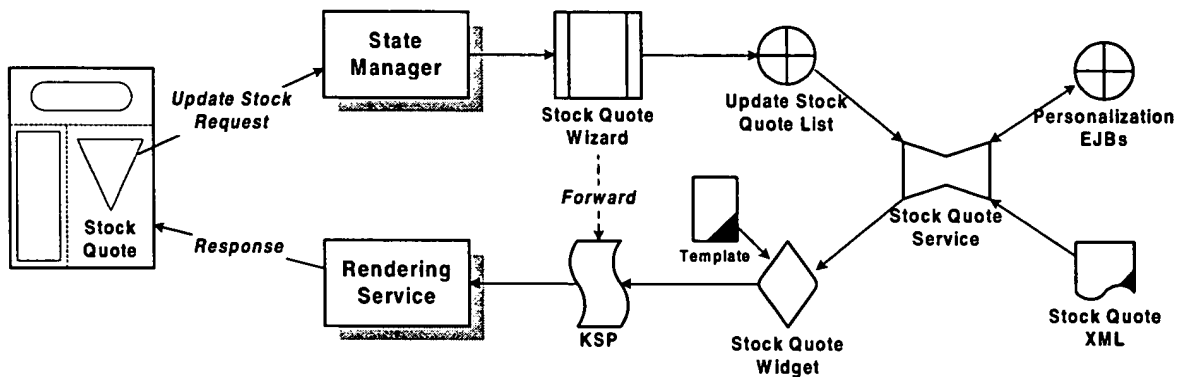 State
Manager
Update Stock
Request
Stock Quote
Wizard
Update Stock
Quote List
Personalization
EJBs
Forward
Stock
Quote
Response
Rendering
Service
KSP
Template
Stock Quote
Widget
Stock Quote
Service
Stock Quote
XML